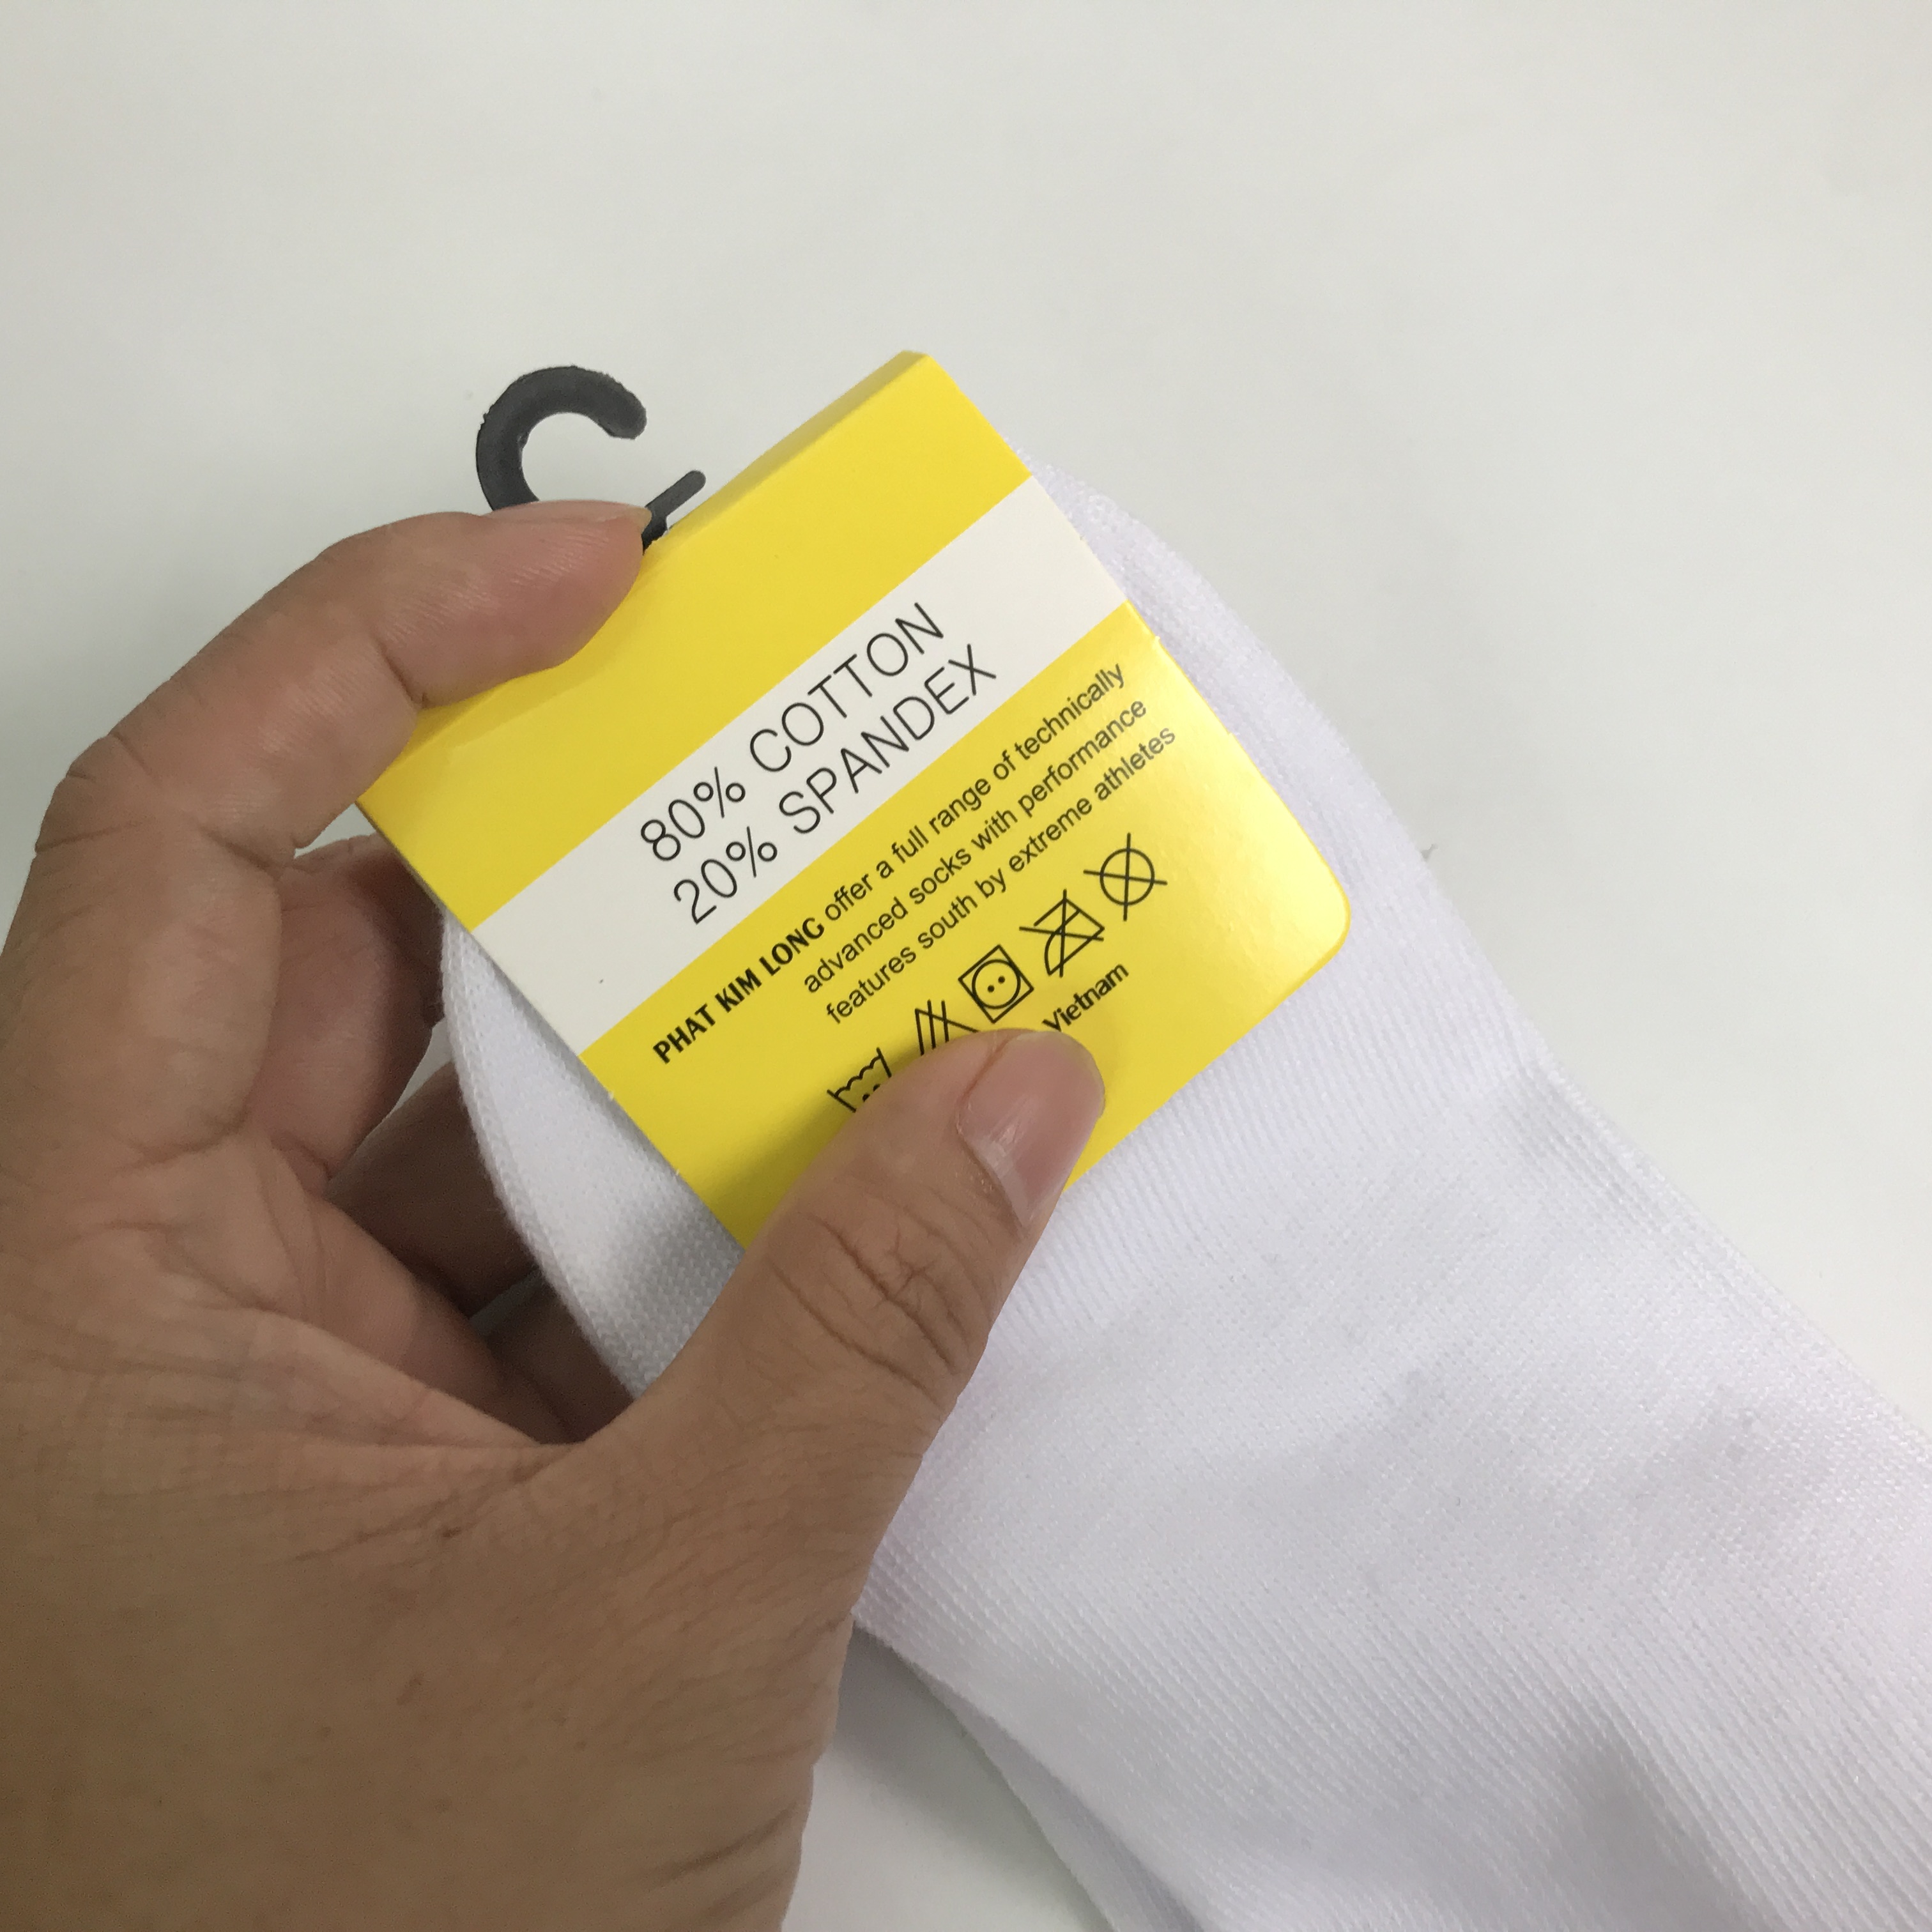 80% COTTON
20% SPANDEX
PHAT KIM LONG offer a full range of technically
advanced socks with performance
features south by extreme athletes
Vietnam